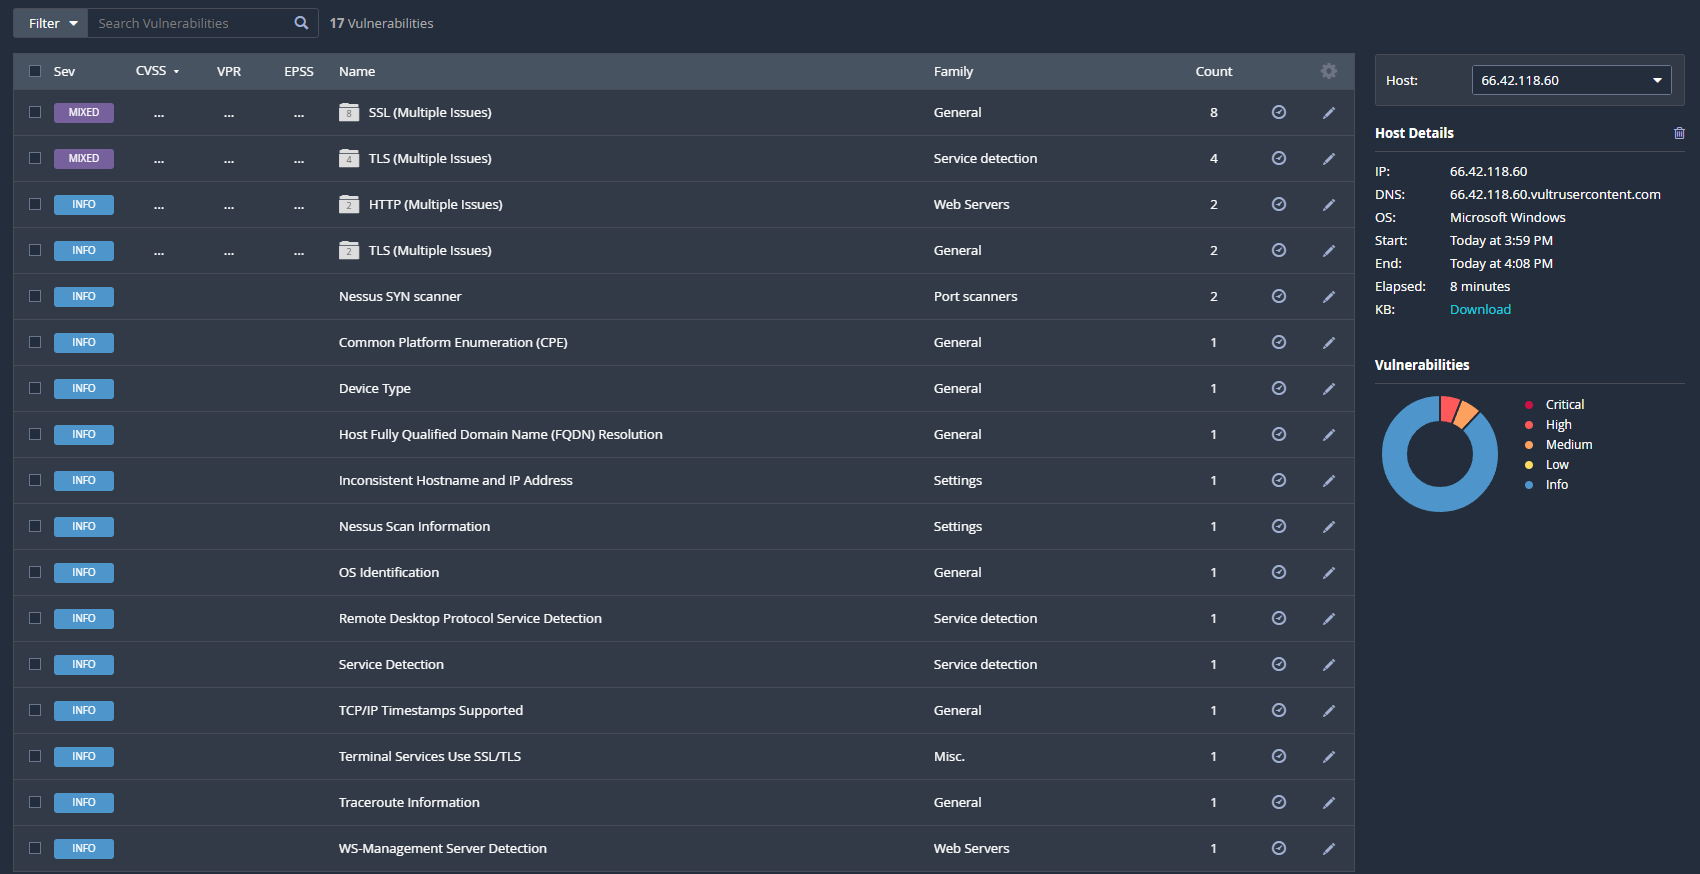 Filter Search Vulnerabilities 17 Vulnerabilities
Sev CVSS VPR EPSS Name Family Count
MIXED ... ... ... 8 SSL (Multiple Issues) General 8
MIXED ... ... ... 4 TLS (Multiple Issues) Service detection 4
INFO ... ... ... 2 HTTP (Multiple Issues) Web Servers 2
INFO ... ... ... 2 TLS (Multiple Issues) General 2
INFO Nessus SYN scanner Port scanners 2
INFO Common Platform Enumeration (CPE) General 1
INFO Device Type General 1
INFO Host Fully Qualified Domain Name (FQDN) Resolution General 1
INFO Inconsistent Hostname and IP Address Settings 1
INFO Nessus Scan Information Settings 1
INFO OS Identification General 1
INFO Remote Desktop Protocol Service Detection Service detection 1
INFO Service Detection Service detection 1
INFO TCP/IP Timestamps Supported General 1
INFO Terminal Services Use SSL/TLS Misc. 1
INFO Traceroute Information General 1
INFO WS-Management Server Detection Web Servers 1
Host: 66.42.118.60
Host Details
IP: 66.42.118.60
DNS: 66.42.118.60.vultrusercontent.com
OS: Microsoft Windows
Start: Today at 3:59 PM
End: Today at 4:08 PM
Elapsed: 8 minutes
KB: Download
Vulnerabilities
Critical
High
Medium
Low
Info